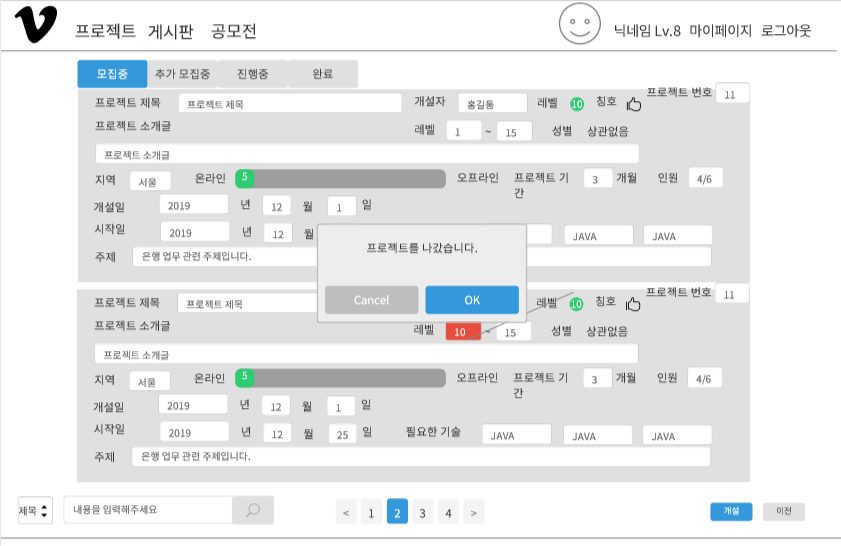 프로젝트 게시판 공모전 닉네임 Lv.8 마이페이지 로그아웃
모집중 추가 모집중 진행중 완료
프로젝트 제목 프로젝트 제목 개설자 홍길동 레벨 10 칭호 프로젝트 번호 11
프로젝트 소개글 레벨 1 ~ 15 성별 상관없음
프로젝트 소개글
지역 서울 온라인 5 오프라인 프로젝트 기간 3 개월 인원 4/6
개설일 2019 년 12 월 1 일
시작일 2019 년 12 월 JAVA JAVA
주제 은행 업무 관련 주제입니다.
프로젝트를 나갔습니다.
Cancel OK
프로젝트 제목 프로젝트 제목 레벨 10 칭호 프로젝트 번호 11
프로젝트 소개글 레벨 10 ~ 15 성별 상관없음
프로젝트 소개글
지역 서울 온라인 5 오프라인 프로젝트 기간 3 개월 인원 4/6
개설일 2019 년 12 월 1 일
시작일 2019 년 12 월 25 일 필요한 기술 JAVA JAVA JAVA
주제 은행 업무 관련 주제입니다.
제목 내용을 입력해주세요 < 1 2 3 4 > 개설 이전